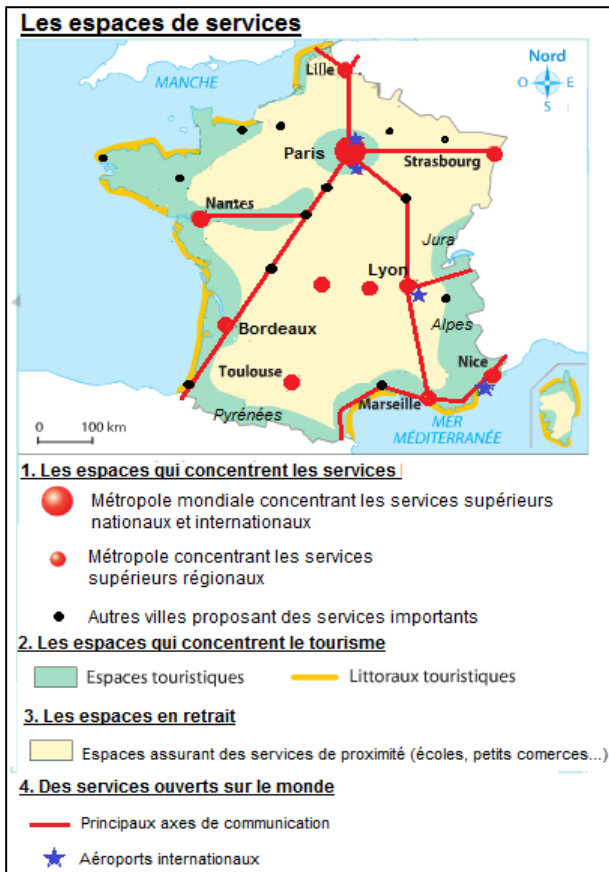 Les espaces de services
Nord
O
E
S
MANCHE
Lille
Paris
Strasbourg
Nantes
Jura
Lyon
Alpes
Bordeaux
Nice
Toulouse
Marseille
Pyrénées
MER
MÉDITERRANÉE
0 100 km
1. Les espaces qui concentrent les services
Métropole mondiale concentrant les services supérieurs
nationaux et internationaux
Métropole concentrant les services
supérieurs régionaux
Autres villes proposant des services importants
2. Les espaces qui concentrent le tourisme
Espaces touristiques
Littoraux touristiques
3. Les espaces en retrait
Espaces assurant des services de proximité (écoles, petits comerces...)
4. Des services ouverts sur le monde
Principaux axes de communication
Aéroports internationaux